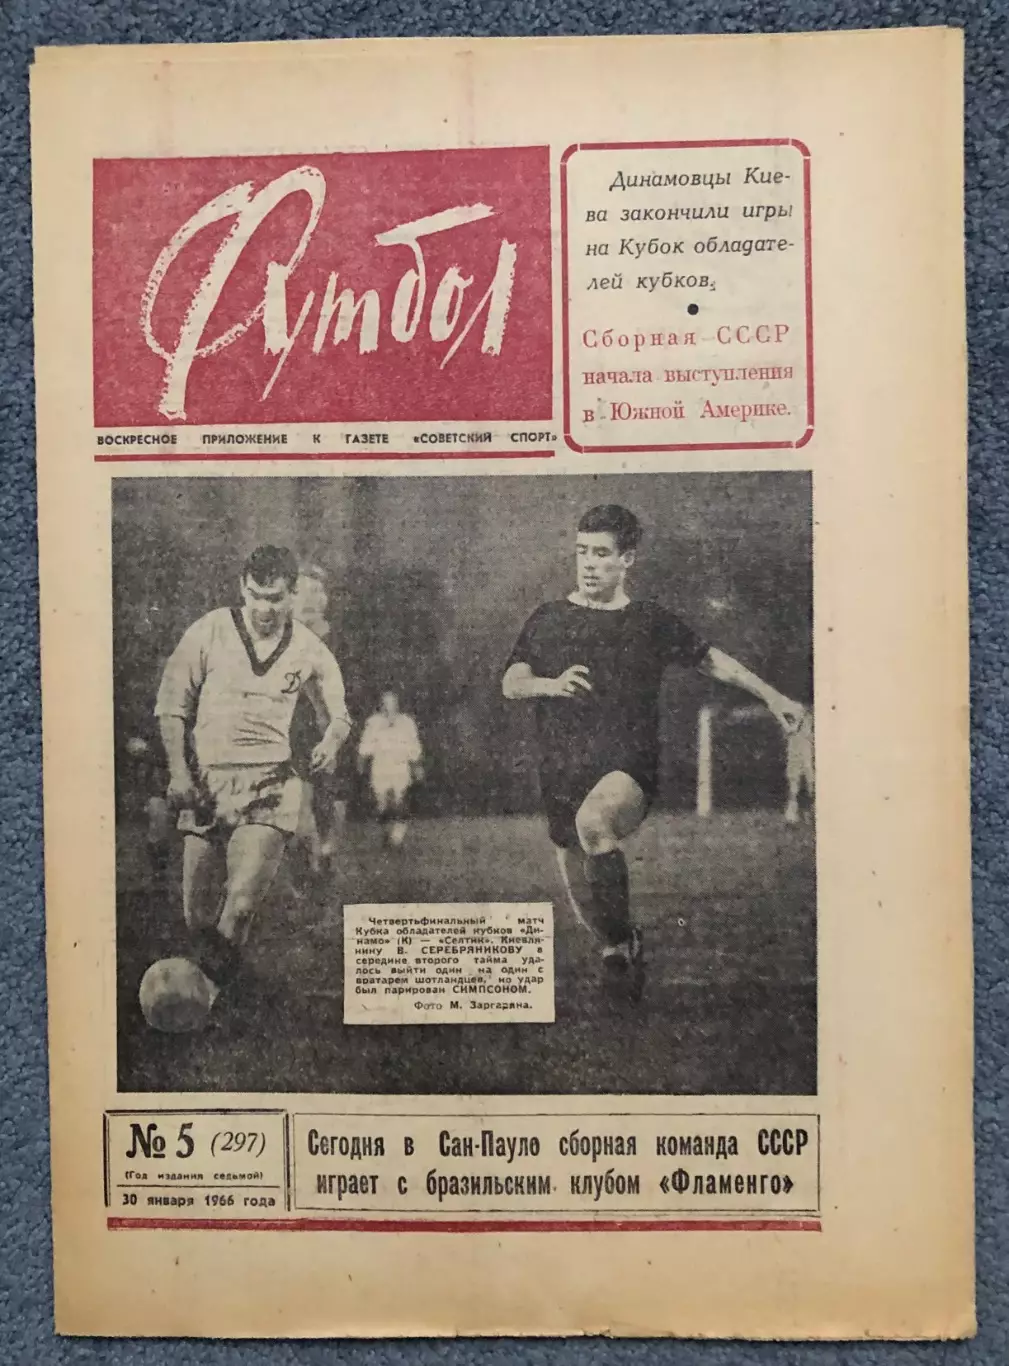 Футбол
ВОСКРЕСНОЕ ПРИЛОЖЕНИЕ К ГАЗЕТЕ «СОВЕТСКИЙ СПОРТ»
Динамовцы Кие-
ва закончили игры
на Кубок обладате-
лей кубков.
Сборная СССР
начала выступления
в Южной Америке.
Д
Четвертьфинальный матч
Кубка обладателей кубков «Ди-
намо» (К) — «Селтик». Киевля-
нину В. СЕРЕБРЯНИКОВУ в
середине второго тайма уда-
лось выйти один на один с
вратарем шотландцев, но удар
был парирован СИМПСОНОМ.
Фото М. Заргаряна.
№ 5 (297)
(Год издания седьмой)
30 января 1966 года
Сегодня в Сан-Пауло сборная команда СССР
играет с бразильским клубом «Фламенго»